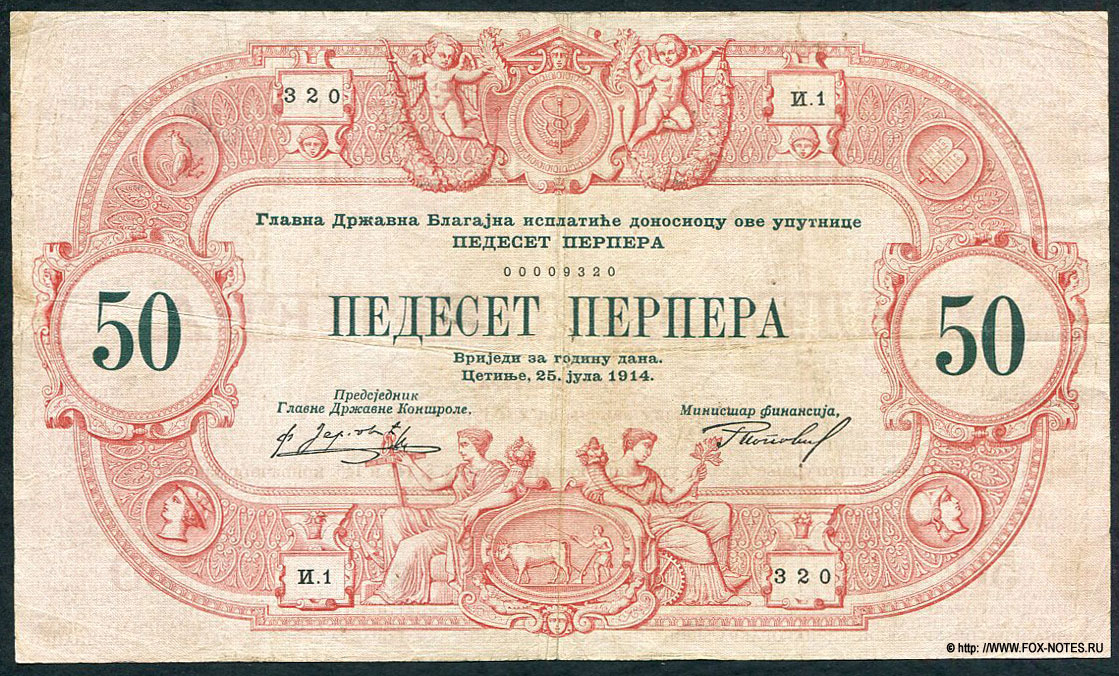 320
И.1
Главна Државна Благајна исплатиће доносиоцу ове упутнице
ПЕДЕСЕТ ПЕРПЕРА
00009320
50
ПЕДЕСЕТ ПЕРПЕРА
50
Вриједи за годину дана.
Цетиње, 25. јула 1914.
Предсједник
Главне Државне Контроле,
Министар финансија,
И.1
320
© http: //WWW.FOX-NOTES.РУ